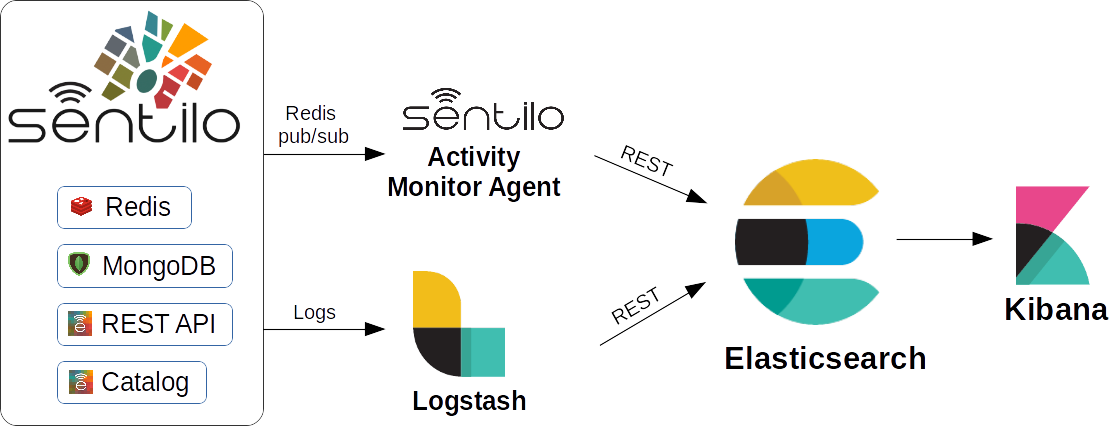 sentilo
Redis
MongoDB
REST API
Catalog
Redis
pub/sub
Logs
sentilo
Activity
Monitor Agent
Logstash
REST
REST
Elasticsearch
Kibana